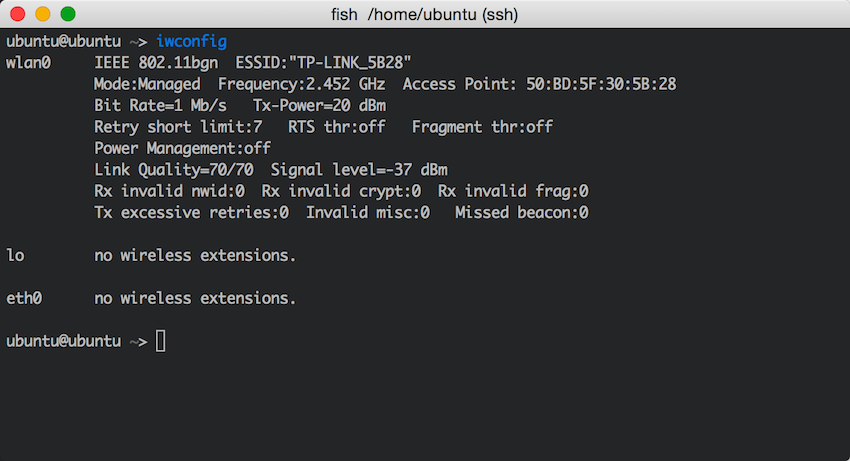 fish /home/ubuntu (ssh)
ubuntu@ubuntu ~> iwconfig
wlan0     IEEE 802.11bgn  ESSID:"TP-LINK_5B28"
          Mode:Managed  Frequency:2.452 GHz  Access Point: 50:BD:5F:30:5B:28
          Bit Rate=1 Mb/s   Tx-Power=20 dBm
          Retry short limit:7   RTS thr:off   Fragment thr:off
          Power Management:off
          Link Quality=70/70  Signal level=-37 dBm
          Rx invalid nwid:0  Rx invalid crypt:0  Rx invalid frag:0
          Tx excessive retries:0  Invalid misc:0   Missed beacon:0
lo        no wireless extensions.
eth0      no wireless extensions.
ubuntu@ubuntu ~>